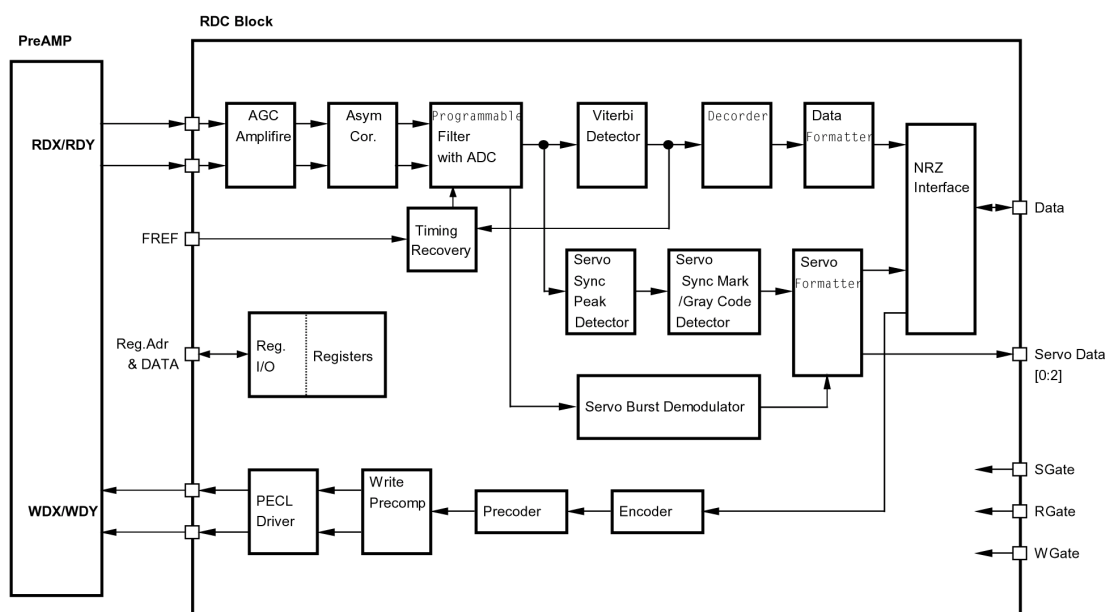 RDC Block
PreAMP
RDX/RDY
AGC
Amplifire
Asym
Cor.
Programmable
Filter
with ADC
Viterbi
Detector
Decorder
Data
Formatter
NRZ
Interface
Data
FREF
Timing
Recovery
Servo
Sync
Peak
Detector
Servo
Sync Mark
/Gray Code
Detector
Servo
Formatter
Reg.Adr
& DATA
Reg.
I/O
Registers
Servo Data
[0:2]
Servo Burst Demodulator
WDX/WDY
PECL
Driver
Write
Precomp
Precoder
Encoder
SGate
RGate
WGate